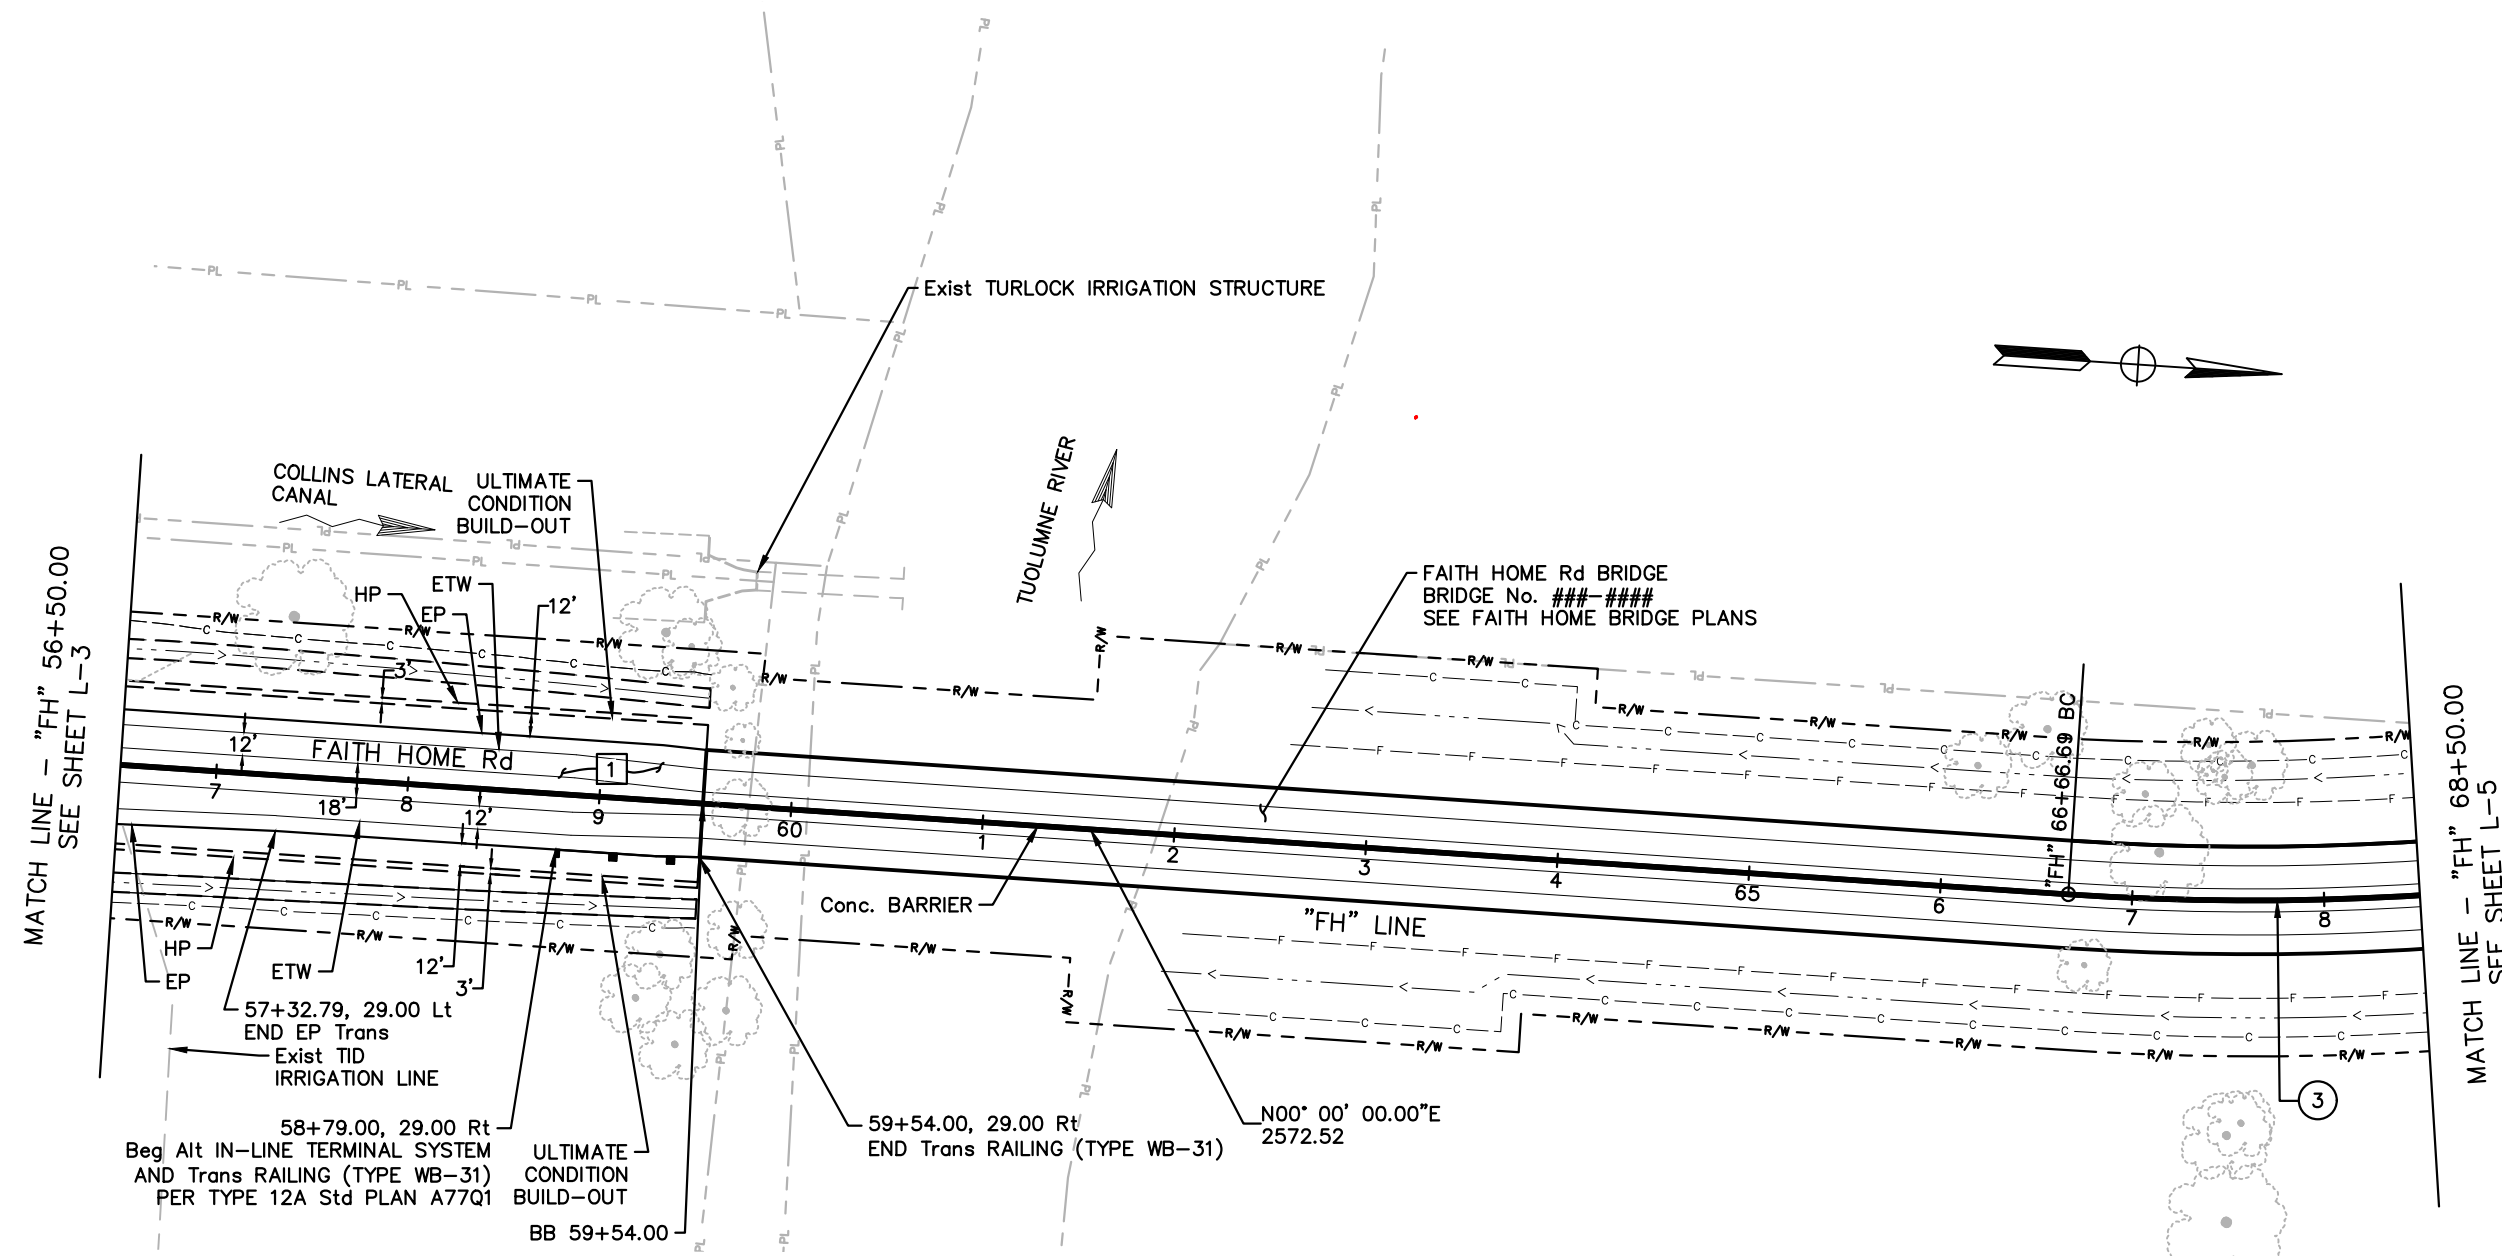 Exist TURLOCK IRRIGATION STRUCTURE
COLLINS LATERAL
CANAL
ULTIMATE
CONDITION
BUILD-OUT
TUOLUMNE RIVER
MATCH LINE - "FH" 56+50.00
SEE SHEET L-3
HP
EP
ETW
12'
3'
12'
FAITH HOME Rd
1
18'
12'
7
8
9
60
1
2
3
4
65
6
7
8
FAITH HOME Rd BRIDGE
BRIDGE No. ###-####
SEE FAITH HOME BRIDGE PLANS
"FH" 66+66.69 BC
MATCH LINE - "FH" 68+50.00
SEE SHEET L-5
Conc. BARRIER
"FH" LINE
HP
EP
ETW
12'
3'
57+32.79, 29.00 Lt
END EP Trans
Exist TID
IRRIGATION LINE
58+79.00, 29.00 Rt
Beg Alt IN-LINE TERMINAL SYSTEM
AND Trans RAILING (TYPE WB-31)
PER TYPE 12A Std PLAN A77Q1
ULTIMATE
CONDITION
BUILD-OUT
BB 59+54.00
59+54.00, 29.00 Rt
END Trans RAILING (TYPE WB-31)
N00° 00' 00.00"E
2572.52
3
R/W
PL
C
F